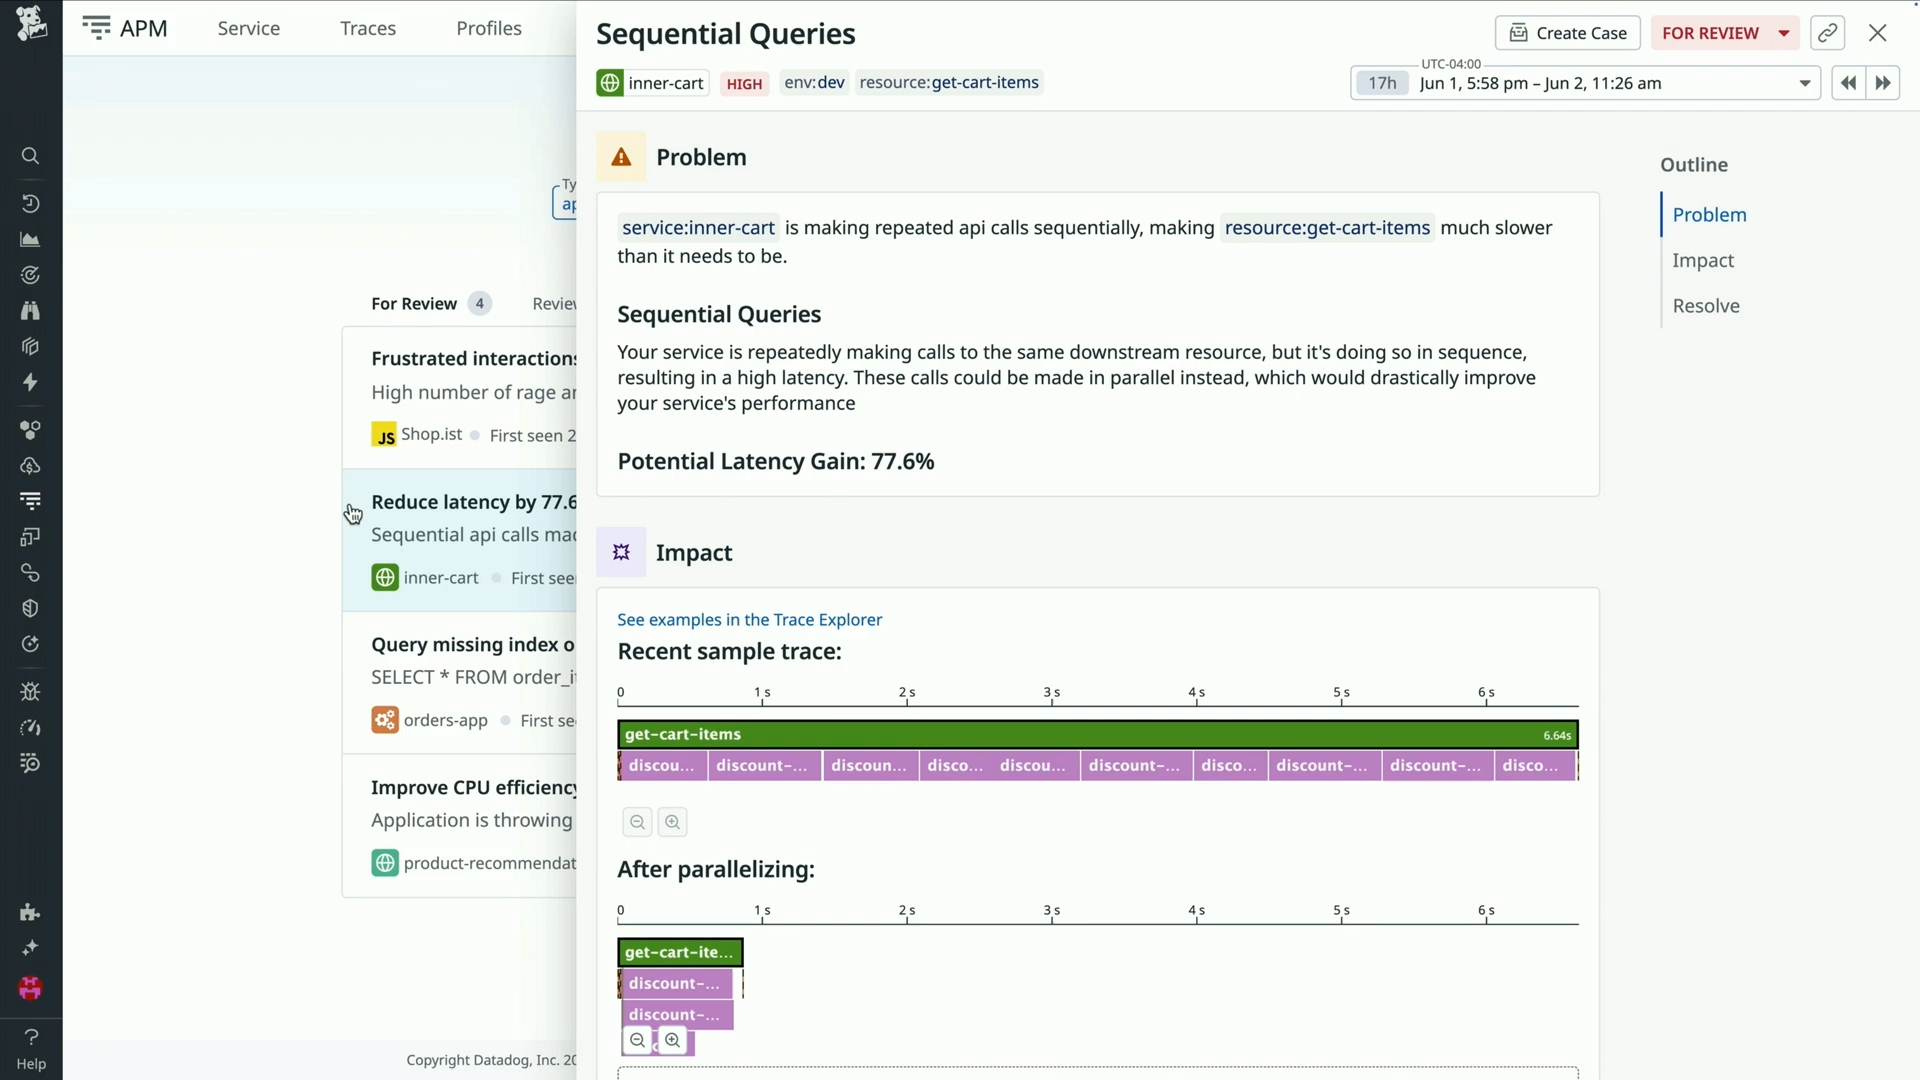 APM
Service
Traces
Profiles
Sequential Queries
Create Case
FOR REVIEW
inner-cart
HIGH
env:dev
resource:get-cart-items
UTC-04:00
17h
Jun 1, 5:58 pm – Jun 2, 11:26 am
Ty
ap
For Review 4
Review
Frustrated interactions
High number of rage an
JS Shop.ist
First seen 2
Reduce latency by 77.6
Sequential api calls mad
inner-cart
First see
Query missing index o
SELECT * FROM order_it
orders-app
First se
Improve CPU efficiency
Application is throwing
product-recommendat
Copyright Datadog, Inc. 20
Help
Problem
service:inner-cart is making repeated api calls sequentially, making resource:get-cart-items much slower
than it needs to be.
Sequential Queries
Your service is repeatedly making calls to the same downstream resource, but it's doing so in sequence,
resulting in a high latency. These calls could be made in parallel instead, which would drastically improve
your service's performance
Potential Latency Gain: 77.6%
Impact
See examples in the Trace Explorer
Recent sample trace:
0 1 s 2 s 3 s 4 s 5 s 6 s
get-cart-items 6.64s
discou... discount-... discoun... disco... discou... discount-... disco... discount-... discount-... disco...
After parallelizing:
0 1 s 2 s 3 s 4 s 5 s 6 s
get-cart-ite...
discount-...
discount-...
Outline
Problem
Impact
Resolve